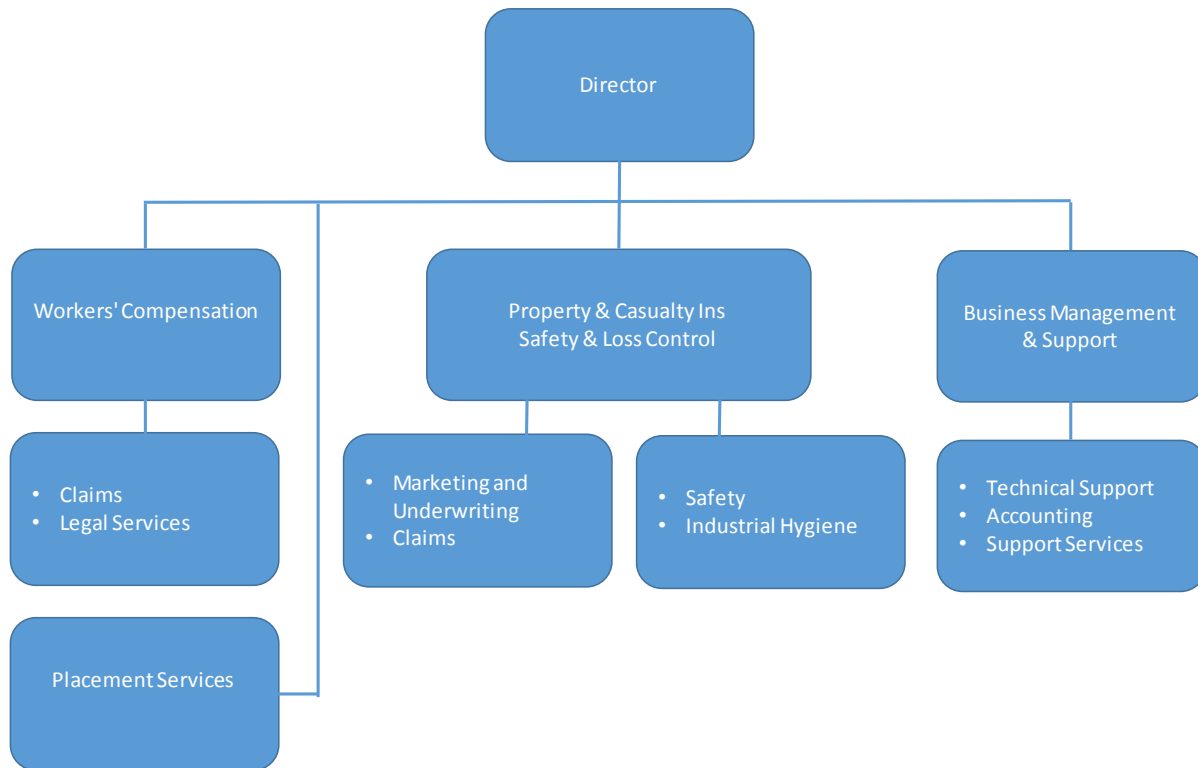 Director
Workers' Compensation
Property & Casualty Ins
Safety & Loss Control
Business Management
& Support
• Claims
• Legal Services
• Marketing and
Underwriting
• Claims
• Safety
• Industrial Hygiene
• Technical Support
• Accounting
• Support Services
Placement Services